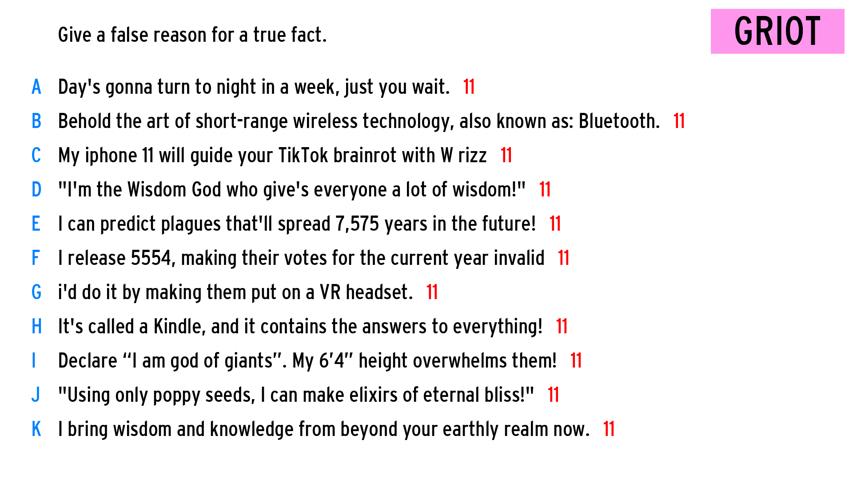 Give a false reason for a true fact.
GRIOT
A Day's gonna turn to night in a week, just you wait. 11
B Behold the art of short-range wireless technology, also known as: Bluetooth. 11
C My iphone 11 will guide your TikTok brainrot with W rizz 11
D "I'm the Wisdom God who give's everyone a lot of wisdom!" 11
E I can predict plagues that'll spread 7,575 years in the future! 11
F I release 5554, making their votes for the current year invalid 11
G i'd do it by making them put on a VR headset. 11
H It's called a Kindle, and it contains the answers to everything! 11
I Declare “I am god of giants”. My 6’4” height overwhelms them! 11
J "Using only poppy seeds, I can make elixirs of eternal bliss!" 11
K I bring wisdom and knowledge from beyond your earthly realm now. 11